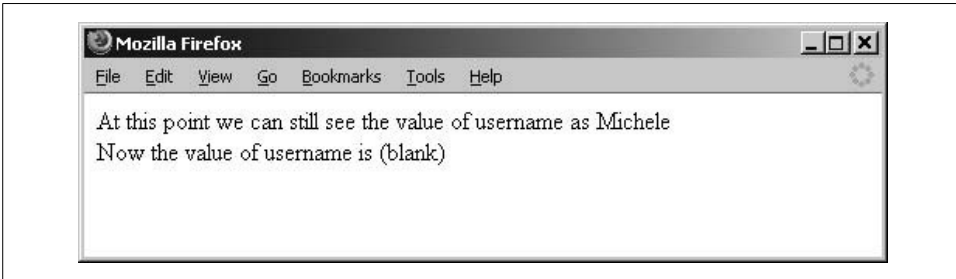 Mozilla Firefox
File Edit View Go Bookmarks Tools Help
At this point we can still see the value of username as Michele
Now the value of username is (blank)